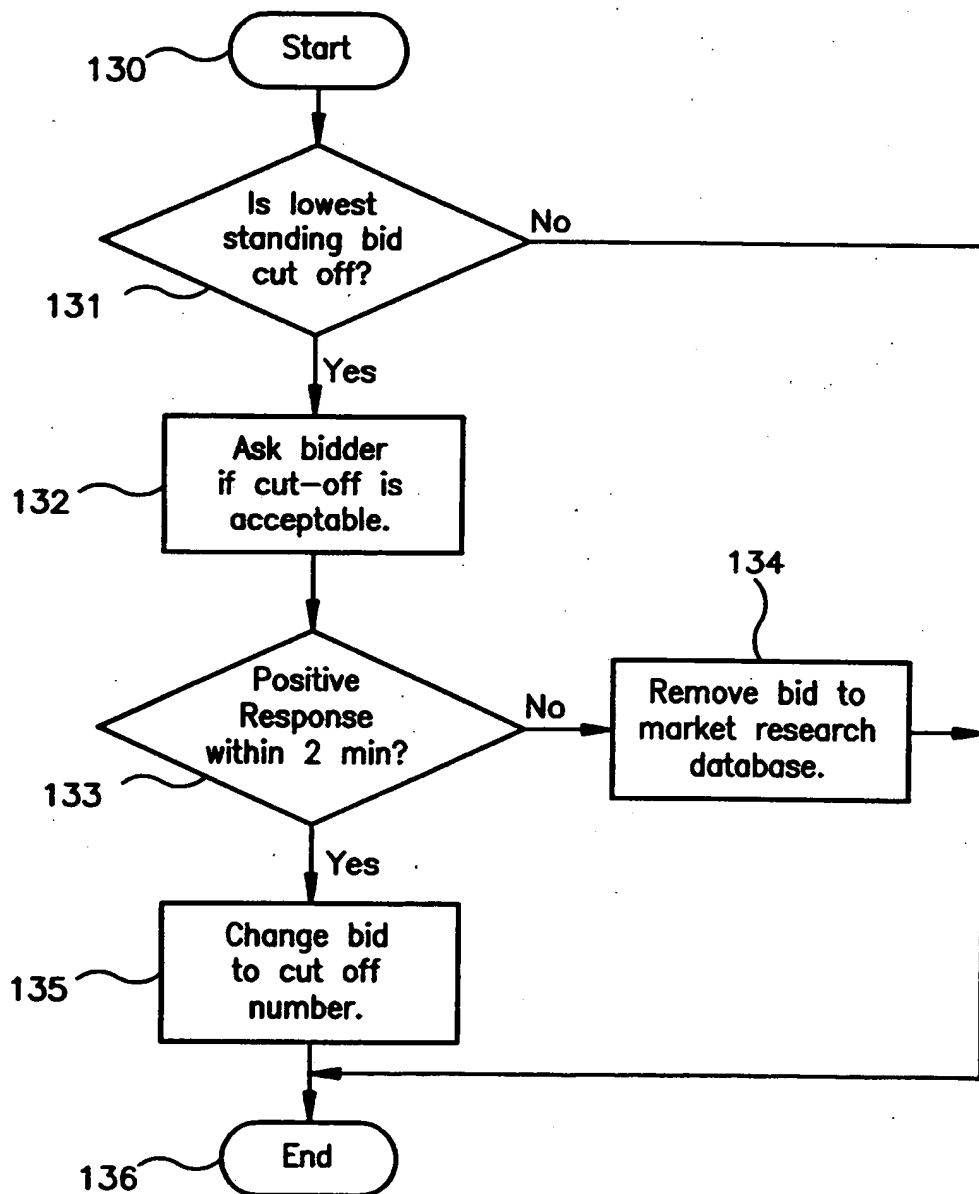 Start
130
Is lowest
standing bid
cut off?
No
131
Yes
Ask bidder
if cut-off is
acceptable.
132
134
Positive
Response
within 2 min?
No
Remove bid to
market research
database.
133
Yes
Change bid
to cut off
number.
135
End
136